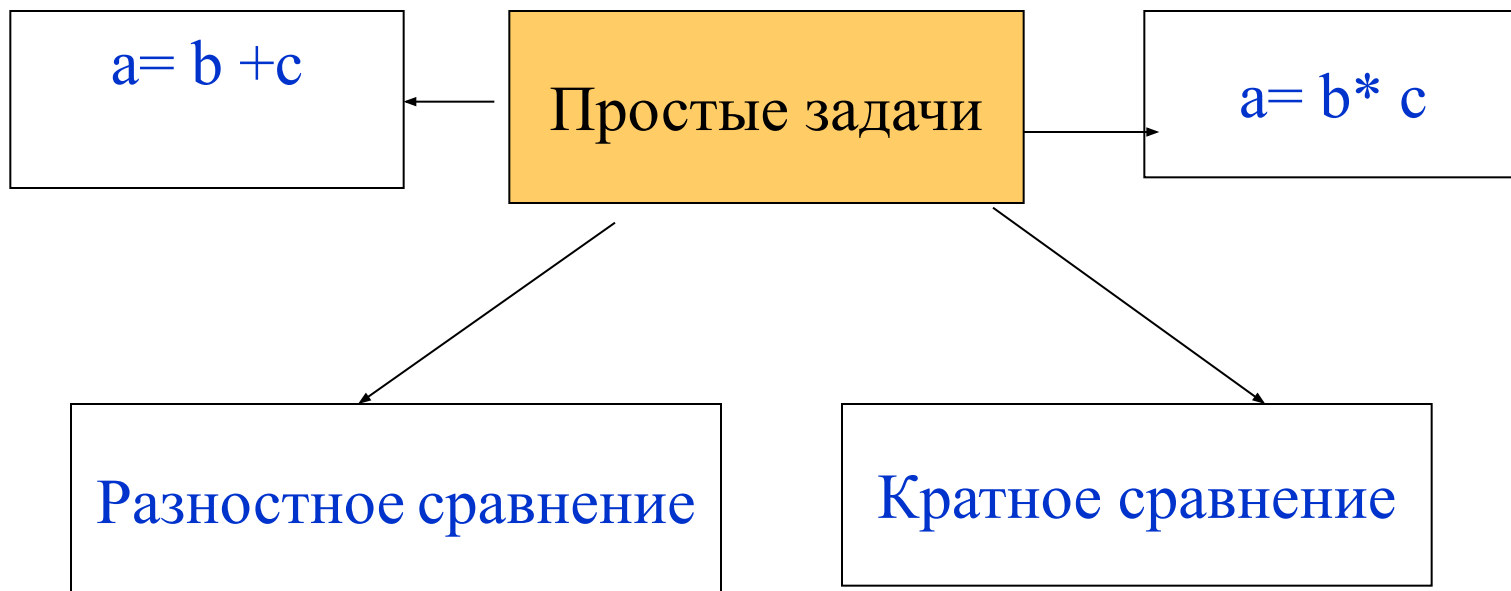 a= b +c
Простые задачи
a= b* c
Разностное сравнение
Кратное сравнение